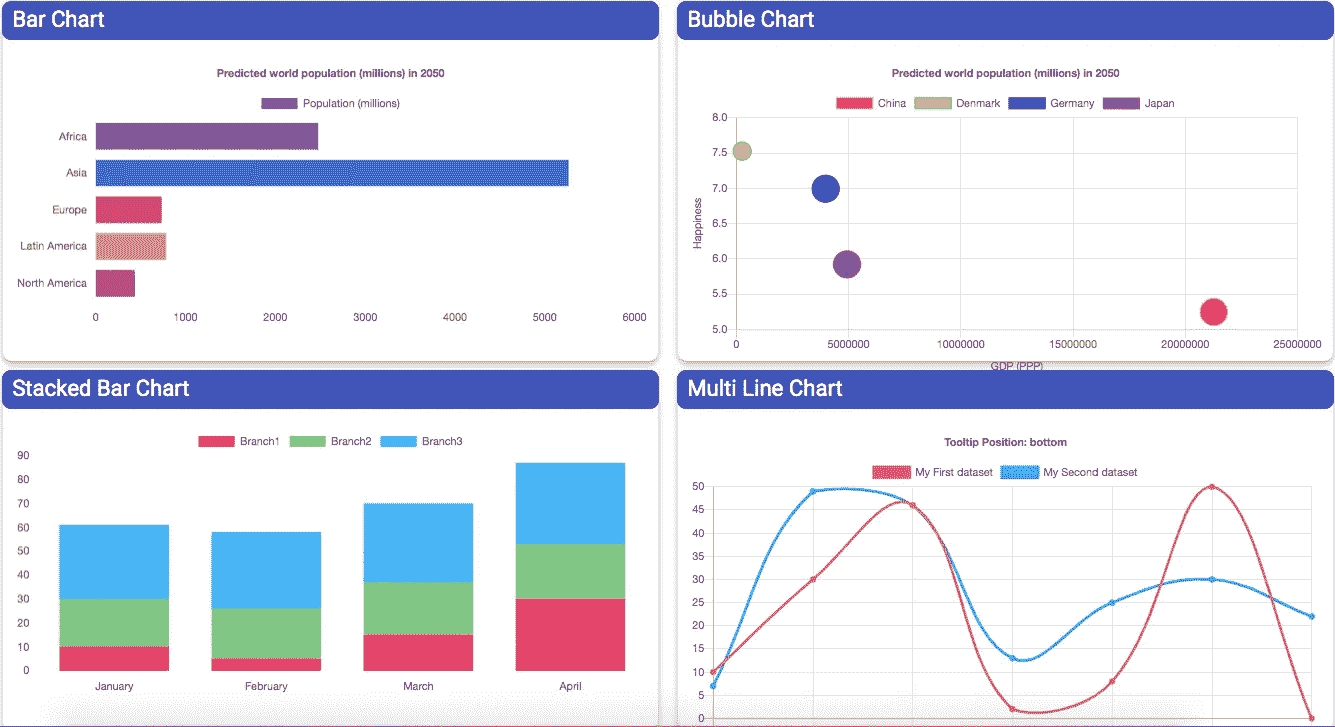 Bar Chart
Predicted world population (millions) in 2050
Population (millions)
Africa
Asia
Europe
Latin America
North America
0 1000 2000 3000 4000 5000 6000
Bubble Chart
Predicted world population (millions) in 2050
China Denmark Germany Japan
8.0
7.5
7.0
6.5
6.0
5.5
5.0
Happiness
0 5000000 10000000 15000000 20000000 25000000
GDP (PPP)
Stacked Bar Chart
Branch1 Branch2 Branch3
90
80
70
60
50
40
30
20
10
0
January February March April
Multi Line Chart
Tooltip Position: bottom
My First dataset My Second dataset
50
45
40
35
30
25
20
15
10
5
0